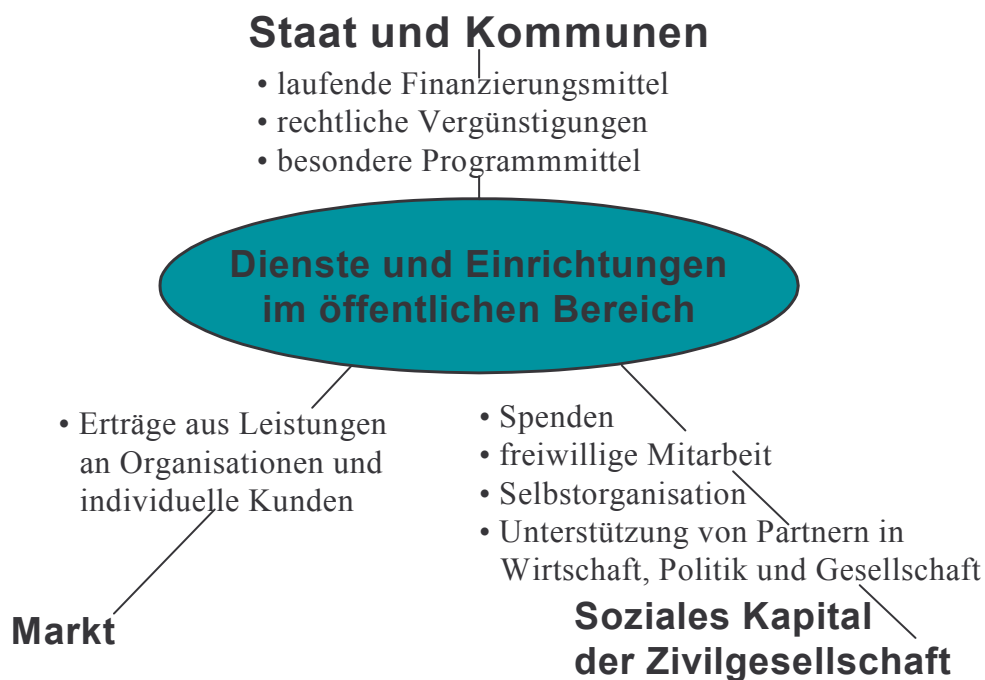 Staat und Kommunen
• laufende Finanzierungsmittel
• rechtliche Vergünstigungen
• besondere Programmmittel
Dienste und Einrichtungen
im öffentlichen Bereich
• Erträge aus Leistungen
an Organisationen und
individuelle Kunden
• Spenden
• freiwillige Mitarbeit
• Selbstorganisation
• Unterstützung von Partnern in
Wirtschaft, Politik und Gesellschaft
Markt
Soziales Kapital
der Zivilgesellschaft